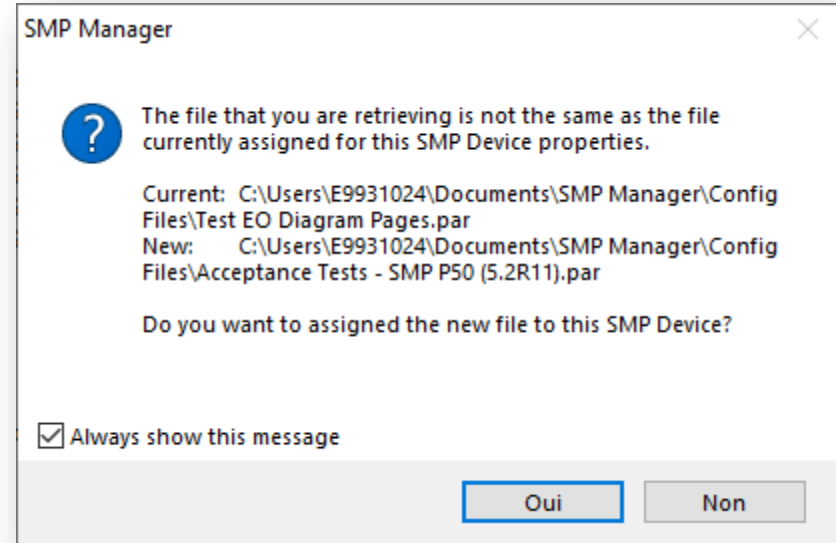 SMP Manager
The file that you are retrieving is not the same as the file
currently assigned for this SMP Device properties.
Current:  C:\Users\E9931024\Documents\SMP Manager\Config
Files\Test EO Diagram Pages.par
New:      C:\Users\E9931024\Documents\SMP Manager\Config
Files\Acceptance Tests - SMP P50 (5.2R11).par
Do you want to assigned the new file to this SMP Device?
Always show this message
Oui
Non